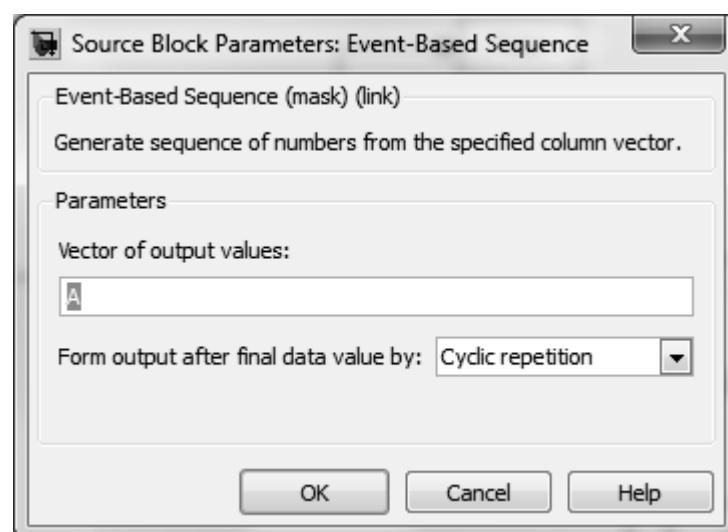 Source Block Parameters: Event-Based Sequence
X
Event-Based Sequence (mask) (link)
Generate sequence of numbers from the specified column vector.
Parameters
Vector of output values:
A
Form output after final data value by: Cyclic repetition
OK Cancel Help